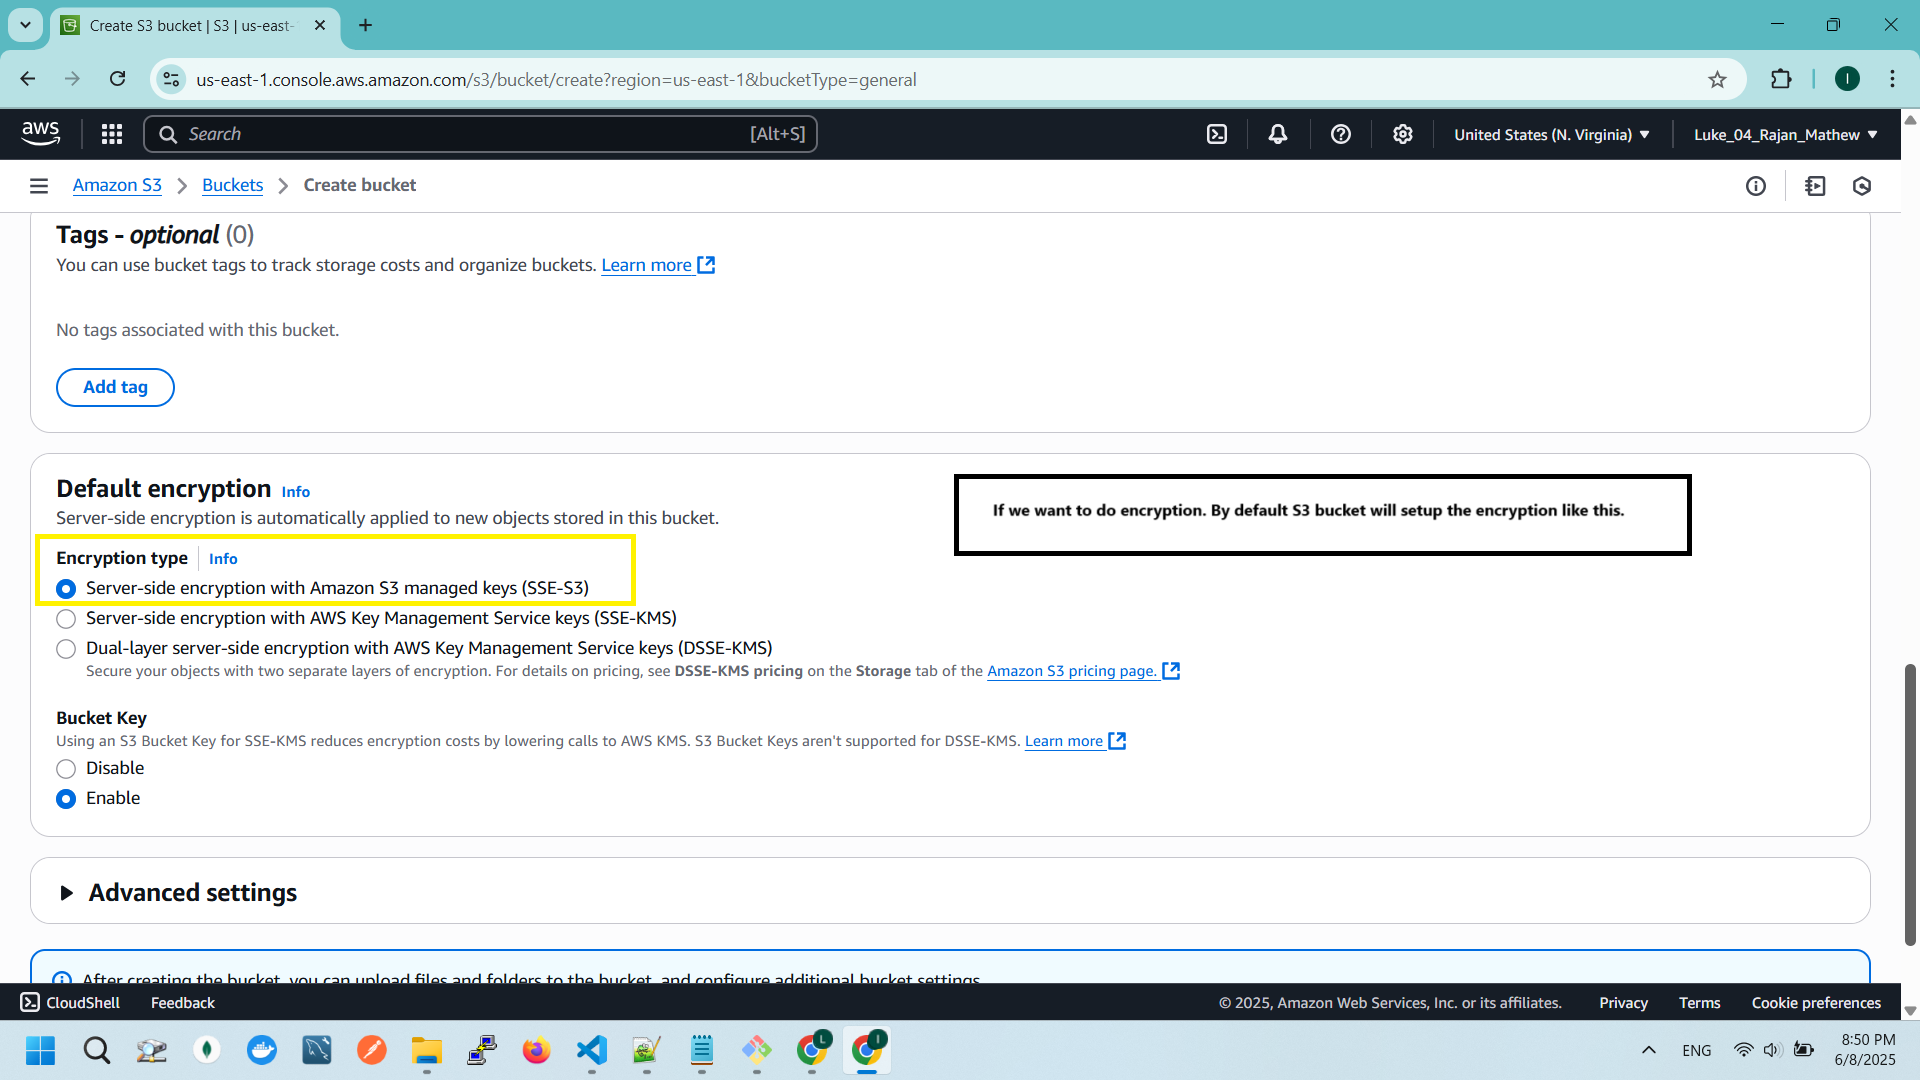 Create S3 bucket | S3 | us-east-
us-east-1.console.aws.amazon.com/s3/bucket/create?region=us-east-1&bucketType=general
I
aws
Search
[Alt+S]
United States (N. Virginia)
Luke_04_Rajan_Mathew
Amazon S3
Buckets
Create bucket
Tags - optional (0)
You can use bucket tags to track storage costs and organize buckets. Learn more
No tags associated with this bucket.
Add tag
Default encryption Info
Server-side encryption is automatically applied to new objects stored in this bucket.
If we want to do encryption. By default S3 bucket will setup the encryption like this.
Encryption type Info
Server-side encryption with Amazon S3 managed keys (SSE-S3)
Server-side encryption with AWS Key Management Service keys (SSE-KMS)
Dual-layer server-side encryption with AWS Key Management Service keys (DSSE-KMS)
Secure your objects with two separate layers of encryption. For details on pricing, see DSSE-KMS pricing on the Storage tab of the Amazon S3 pricing page.
Bucket Key
Using an S3 Bucket Key for SSE-KMS reduces encryption costs by lowering calls to AWS KMS. S3 Bucket Keys aren't supported for DSSE-KMS. Learn more
Disable
Enable
Advanced settings
After creating the bucket, you can upload files and folders to the bucket, and configure additional bucket settings.
CloudShell
Feedback
© 2025, Amazon Web Services, Inc. or its affiliates.
Privacy
Terms
Cookie preferences
L
I
ENG
8:50 PM
6/8/2025